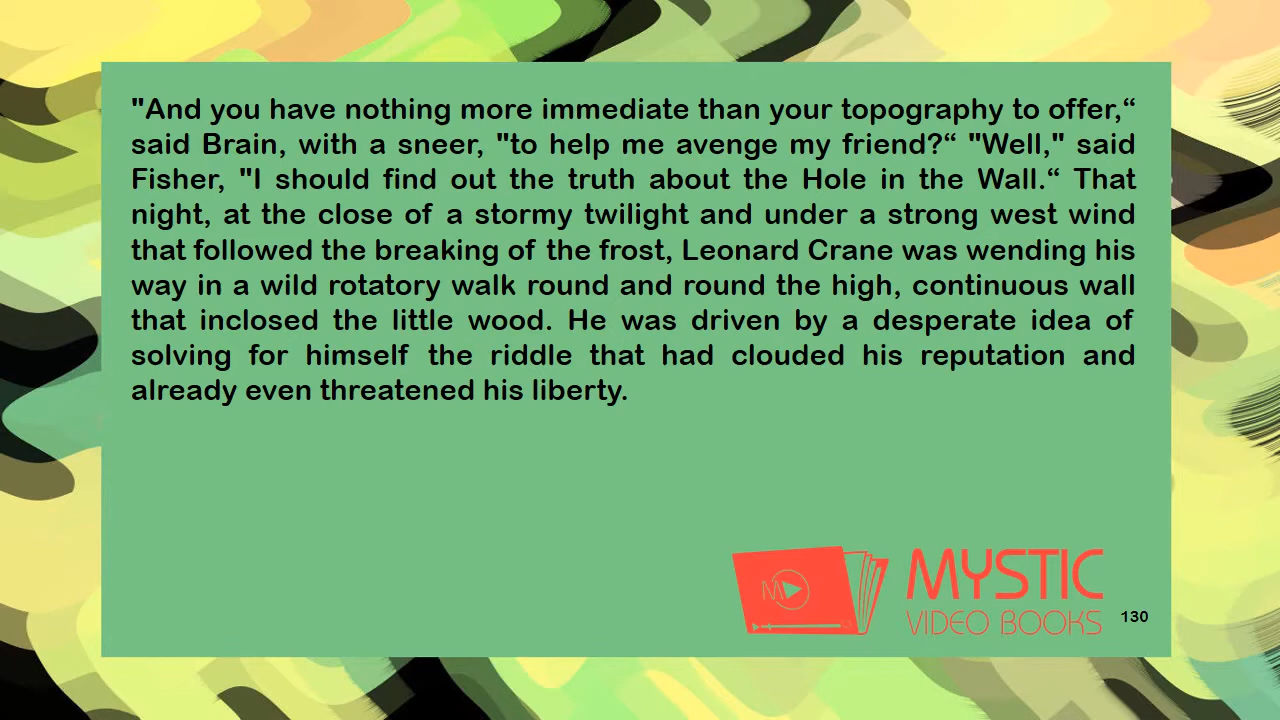 "And you have nothing more immediate than your topography to offer,“
said Brain, with a sneer, "to help me avenge my friend?“ "Well," said
Fisher, "I should find out the truth about the Hole in the Wall.“ That
night, at the close of a stormy twilight and under a strong west wind
that followed the breaking of the frost, Leonard Crane was wending his
way in a wild rotatory walk round and round the high, continuous wall
that inclosed the little wood. He was driven by a desperate idea of
solving for himself the riddle that had clouded his reputation and
already even threatened his liberty.
M
MYSTIC
VIDEO BOOKS
130